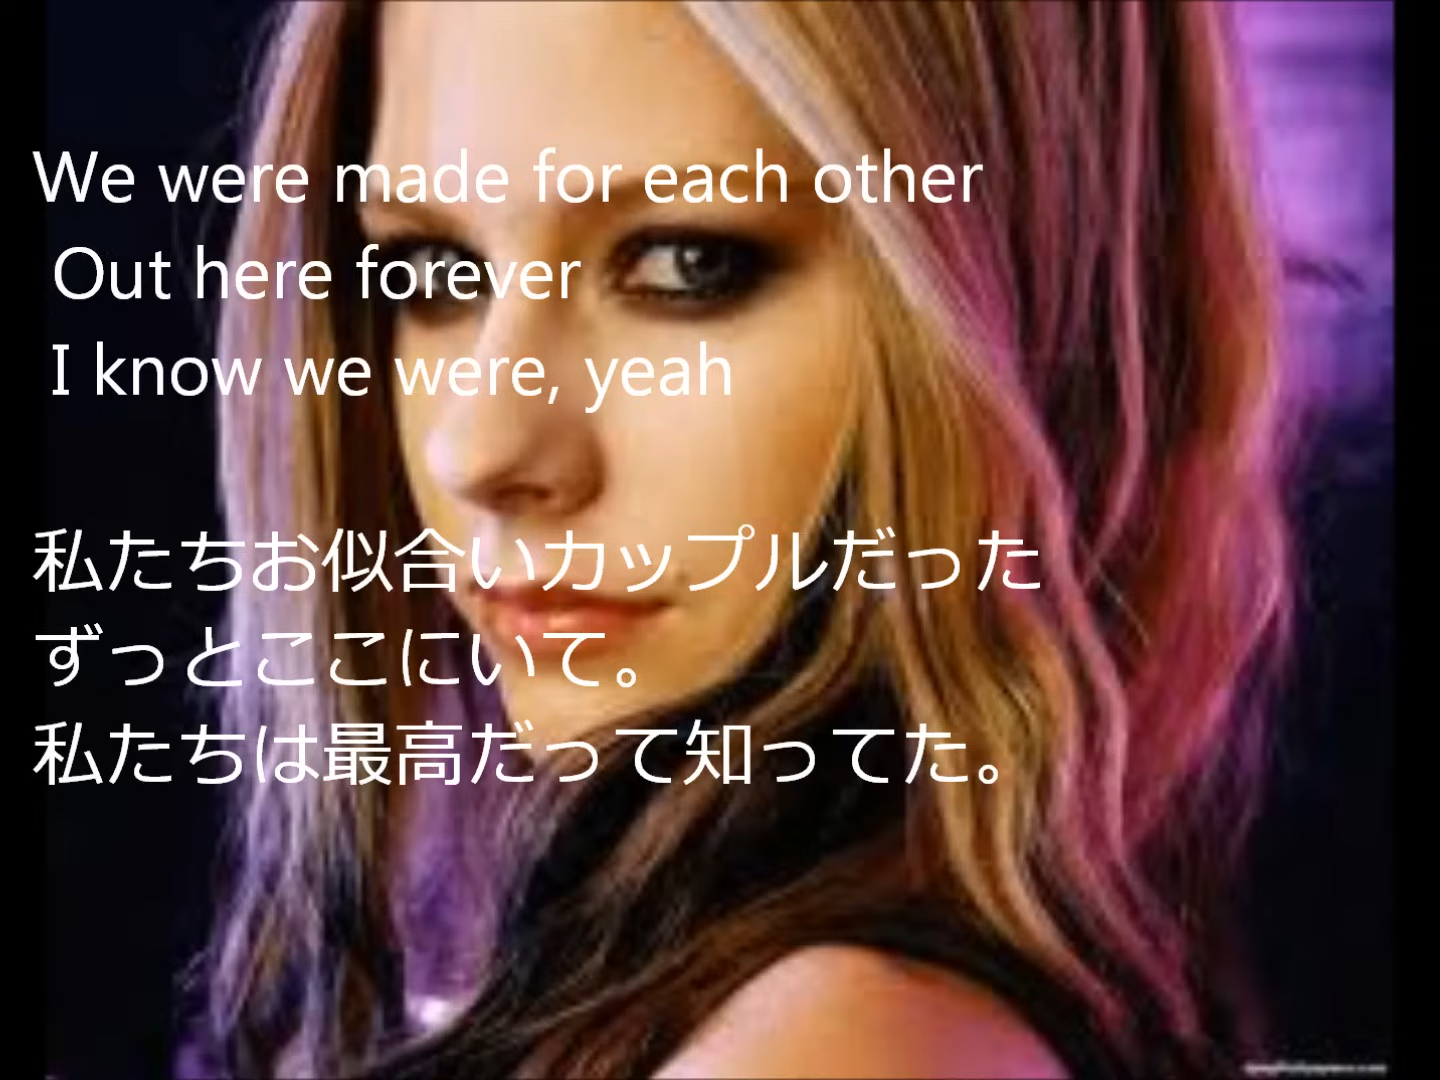 We were made for each other
Out here forever
I know we were, yeah
私たちお似合いカップルだった
ずっとここにいて。
私たちは最高だって知ってた。